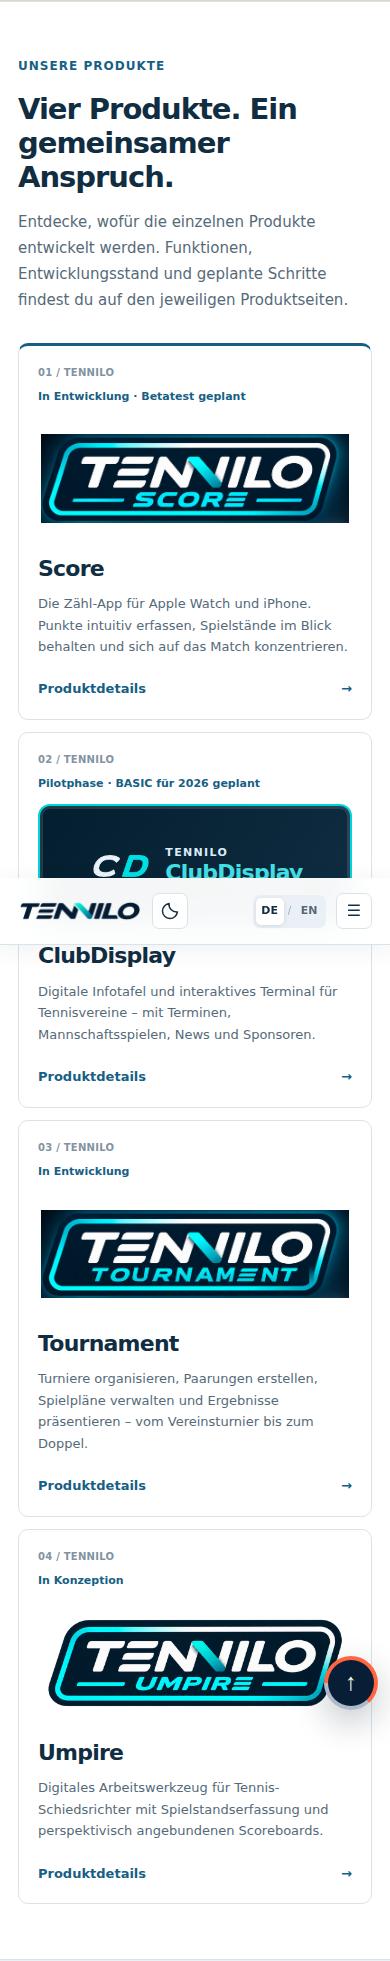 UNSERE PRODUKTE
Vier Produkte. Ein
gemeinsamer
Anspruch.
Entdecke, wofür die einzelnen Produkte
entwickelt werden. Funktionen,
Entwicklungsstand und geplante Schritte
findest du auf den jeweiligen Produktseiten.
01 / TENNILO
In Entwicklung · Betatest geplant
TENNILO
SCORE
Score
Die Zähl-App für Apple Watch und iPhone.
Punkte intuitiv erfassen, Spielstände im Blick
behalten und sich auf das Match konzentrieren.
Produktdetails →
02 / TENNILO
Pilotphase · BASIC für 2026 geplant
CD TENNILO
ClubDisplay
TENNILO DE / EN ☰
ClubDisplay
Digitale Infotafel und interaktives Terminal für
Tennisvereine – mit Terminen,
Mannschaftsspielen, News und Sponsoren.
Produktdetails →
03 / TENNILO
In Entwicklung
TENNILO
TOURNAMENT
Tournament
Turniere organisieren, Paarungen erstellen,
Spielpläne verwalten und Ergebnisse
präsentieren – vom Vereinsturnier bis zum
Doppel.
Produktdetails →
04 / TENNILO
In Konzeption
TENNILO
UMPIRE
↑
Umpire
Digitales Arbeitswerkzeug für Tennis-
Schiedsrichter mit Spielstandserfassung und
perspektivisch angebundenen Scoreboards.
Produktdetails →